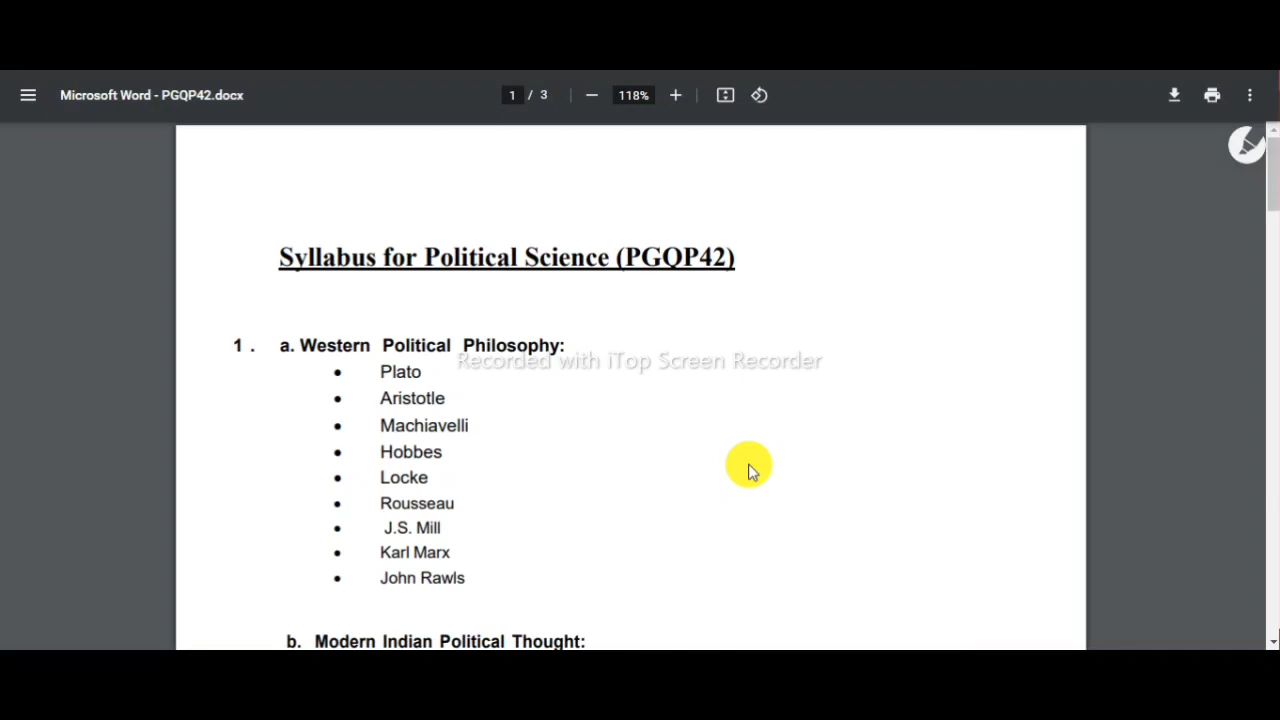 Microsoft Word - PGQP42.docx
1 / 3
118%
Syllabus for Political Science (PGQP42)
1 . a. Western Political Philosophy:
Recorded with iTop Screen Recorder
• Plato
• Aristotle
• Machiavelli
• Hobbes
• Locke
• Rousseau
• J.S. Mill
• Karl Marx
• John Rawls
b. Modern Indian Political Thought: